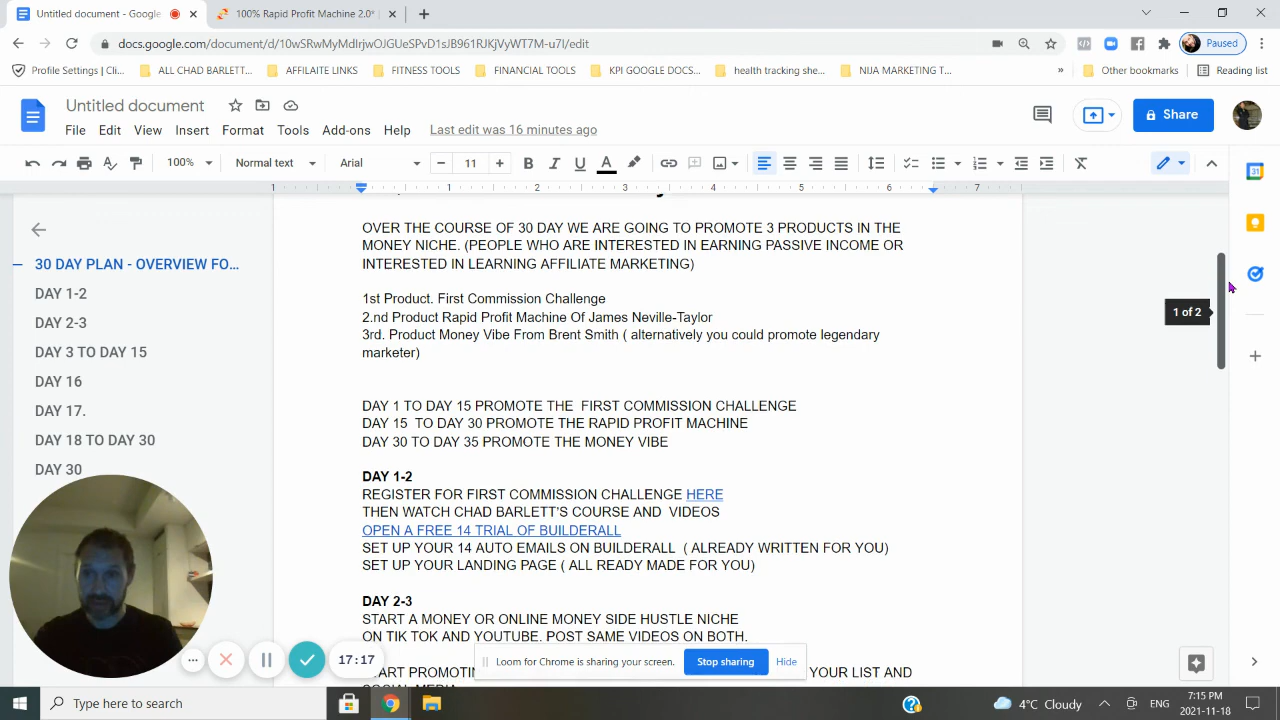 Untitled document - Google
100% Rapid Profit Machine 2.0®
docs.google.com/document/d/
Paused
Profile Settings | Cli...
ALL CHAD BARLETT...
AFFILAITE LINKS
FITNESS TOOLS
FINANCIAL TOOLS
KPI GOOGLE DOCS...
health tracking she...
NIJA MARKETING T...
»
Other bookmarks
Reading list
Untitled document
File Edit View Insert Format Tools Add-ons Help
Last edit was 16 minutes ago
Share
100% Normal text Arial 11
1 1 2 3 4 5 6 7
30 DAY PLAN - OVERVIEW FO...
DAY 1-2
DAY 2-3
DAY 3 TO DAY 15
DAY 16
DAY 17.
DAY 18 TO DAY 30
DAY 30
OVER THE COURSE OF 30 DAY WE ARE GOING TO PROMOTE 3 PRODUCTS IN THE
MONEY NICHE. (PEOPLE WHO ARE INTERESTED IN EARNING PASSIVE INCOME OR
INTERESTED IN LEARNING AFFILIATE MARKETING)
1st Product. First Commission Challenge
2.nd Product Rapid Profit Machine Of James Neville-Taylor
3rd. Product Money Vibe From Brent Smith ( alternatively you could promote legendary
marketer)
DAY 1 TO DAY 15 PROMOTE THE  FIRST COMMISSION CHALLENGE
DAY 15  TO DAY 30 PROMOTE THE RAPID PROFIT MACHINE
DAY 30 TO DAY 35 PROMOTE THE MONEY VIBE
DAY 1-2
REGISTER FOR FIRST COMMISSION CHALLENGE HERE
THEN WATCH CHAD BARLETT'S COURSE AND  VIDEOS
OPEN A FREE 14 TRIAL OF BUILDERALL
SET UP YOUR 14 AUTO EMAILS ON BUILDERALL  ( ALREADY WRITTEN FOR YOU)
SET UP YOUR LANDING PAGE ( ALL READY MADE FOR YOU)
DAY 2-3
START A MONEY OR ONLINE MONEY SIDE HUSTLE NICHE
ON TIK TOK AND YOUTUBE. POST SAME VIDEOS ON BOTH.
YOUR LIST AND
1 of 2
17:17
Loom for Chrome is sharing your screen.
Stop sharing
Hide
Type here to search
4°C Cloudy
ENG
7:15 PM
2021-11-18